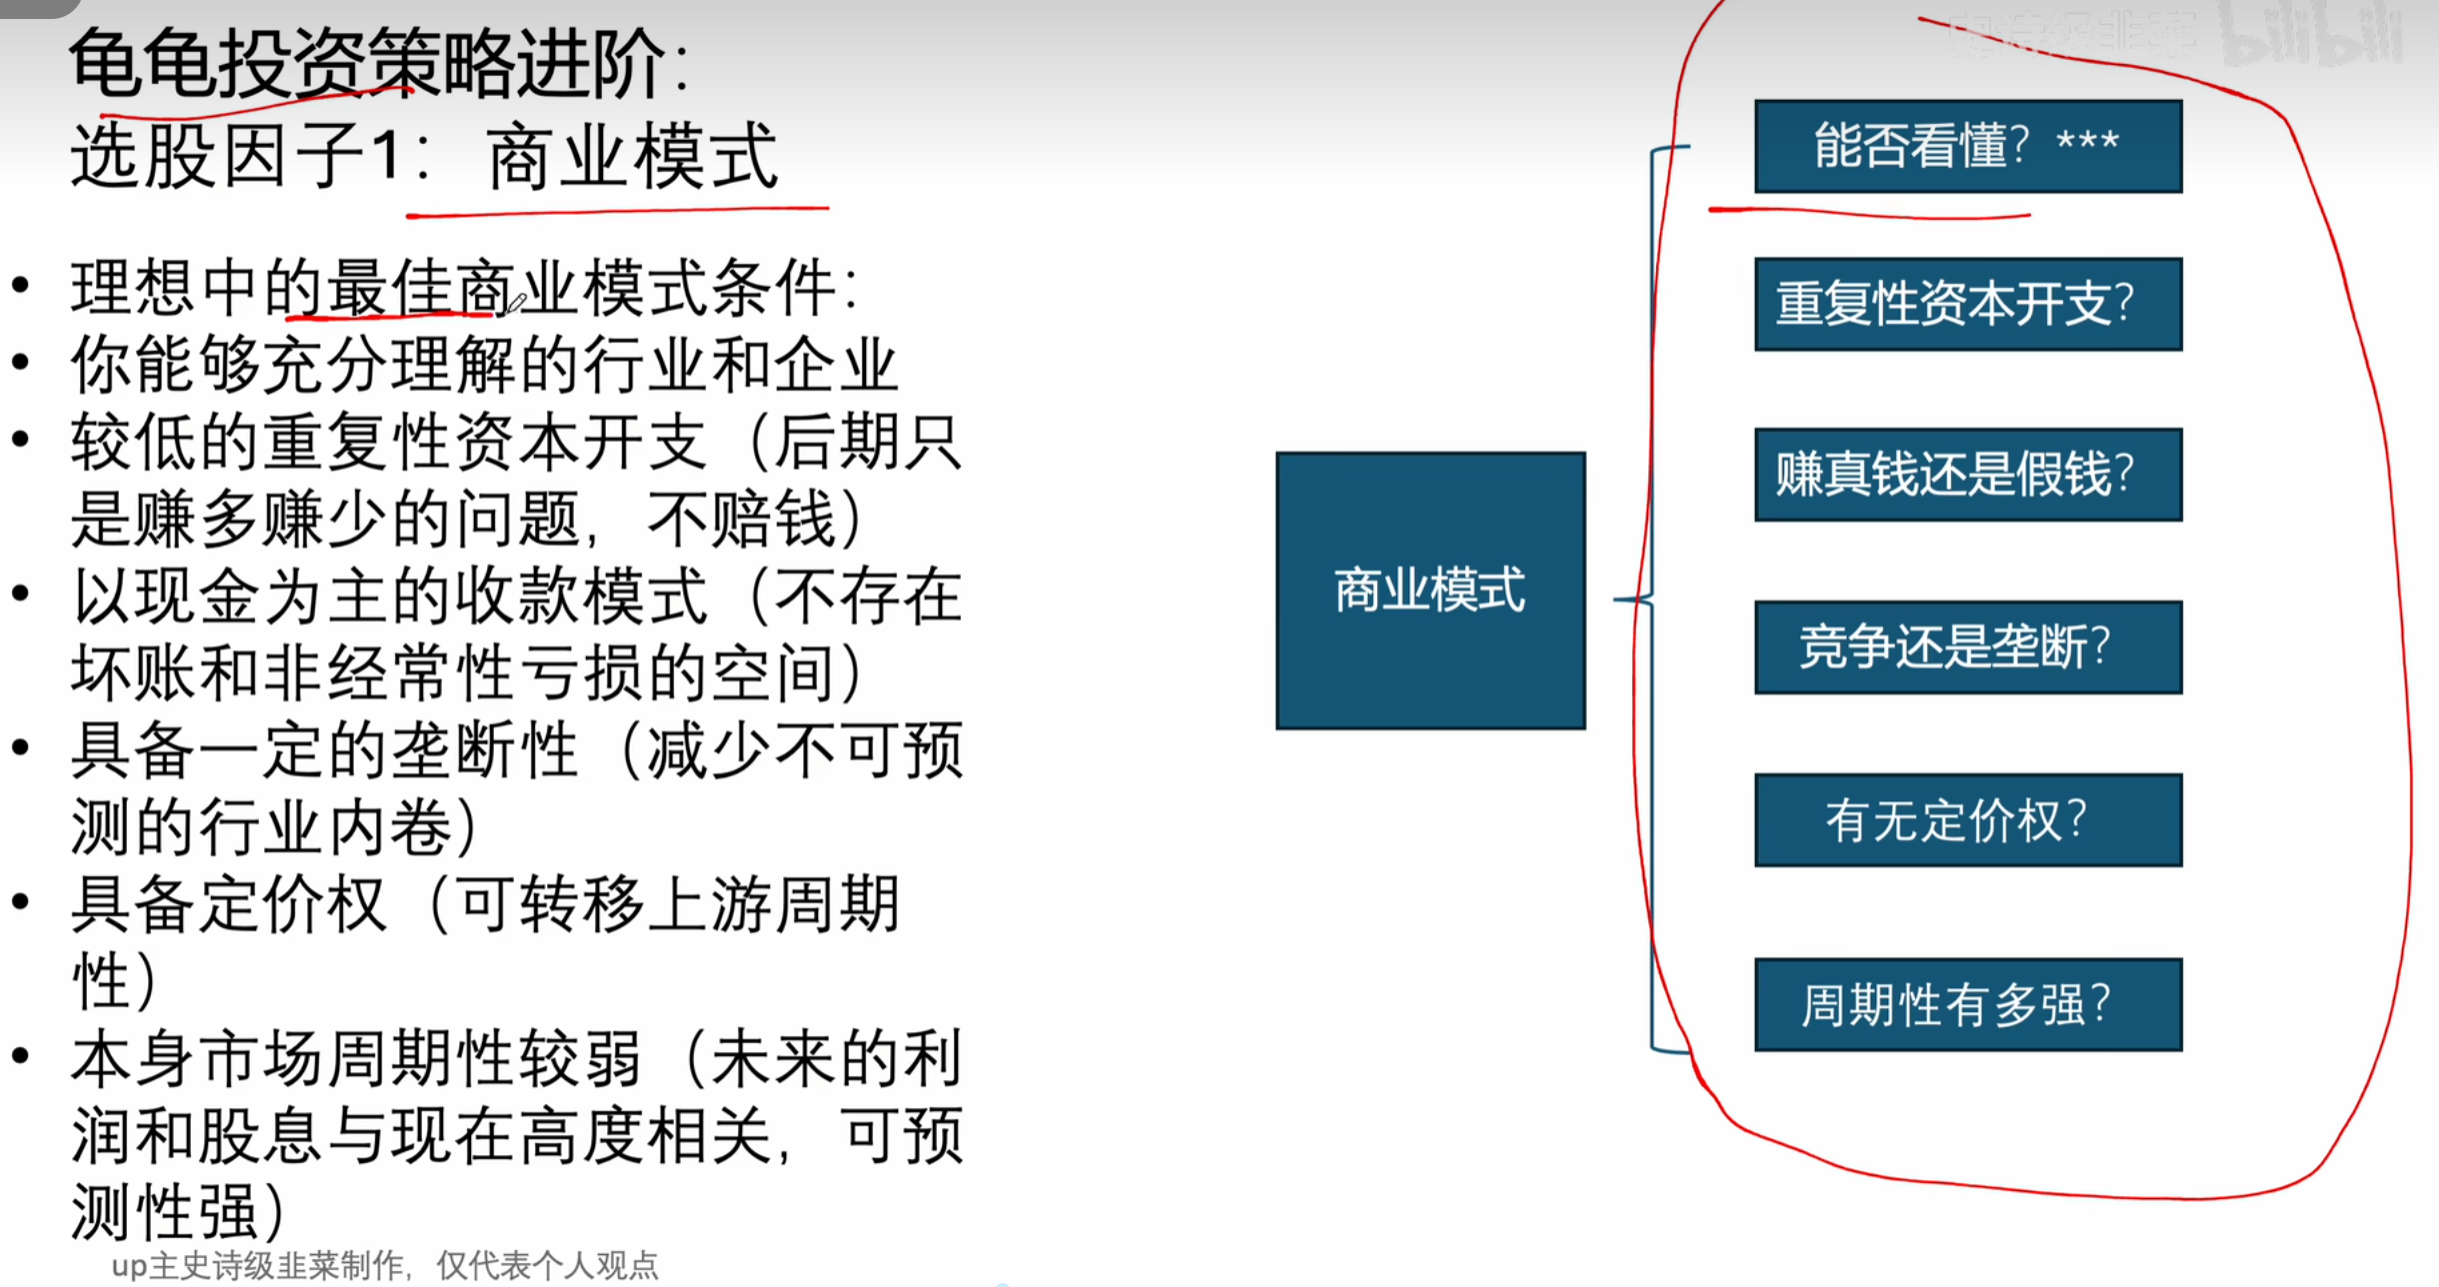 龟龟投资策略进阶：
选股因子1： 商业模式
• 理想中的最佳商业模式条件：
• 你能够充分理解的行业和企业
• 较低的重复性资本开支（后期只
是赚多赚少的问题，不赔钱）
• 以现金为主的收款模式（不存在
坏账和非经常性亏损的空间）
• 具备一定的垄断性（减少不可预
测的行业内卷）
• 具备定价权（可转移上游周期
性）
• 本身市场周期性较弱（未来的利
润和股息与现在高度相关，可预
测性强）
up主史诗级韭菜制作，仅代表个人观点
商业模式
能否看懂？***
重复性资本开支？
赚真钱还是假钱？
竞争还是垄断？
有无定价权？
周期性有多强？
史诗级韭菜 bilibili